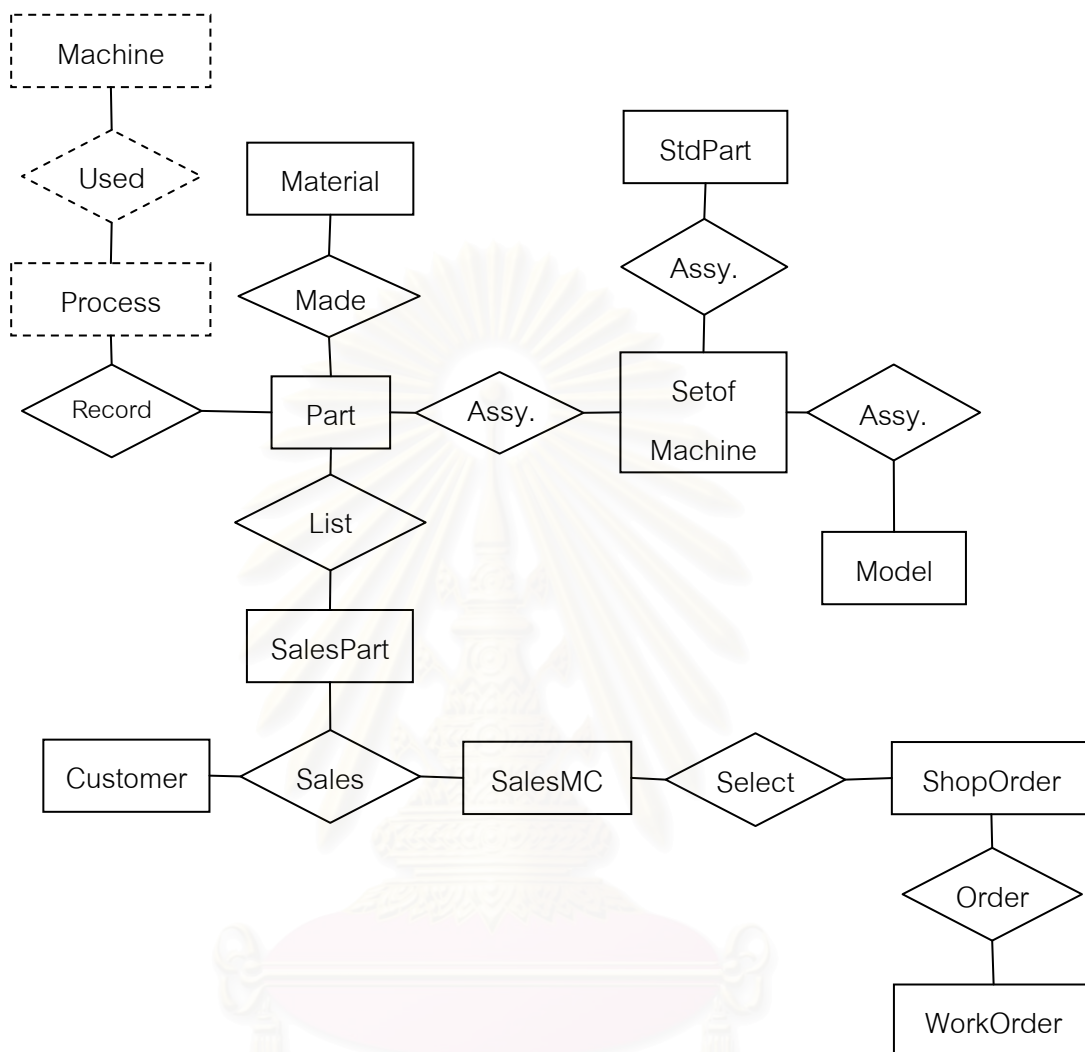 Machine
Used
Process
Record
Material
Made
Part
List
SalesPart
Assy.
StdPart
Assy.
Setof
Machine
Assy.
Model
Customer
Sales
SalesMC
Select
ShopOrder
Order
WorkOrder